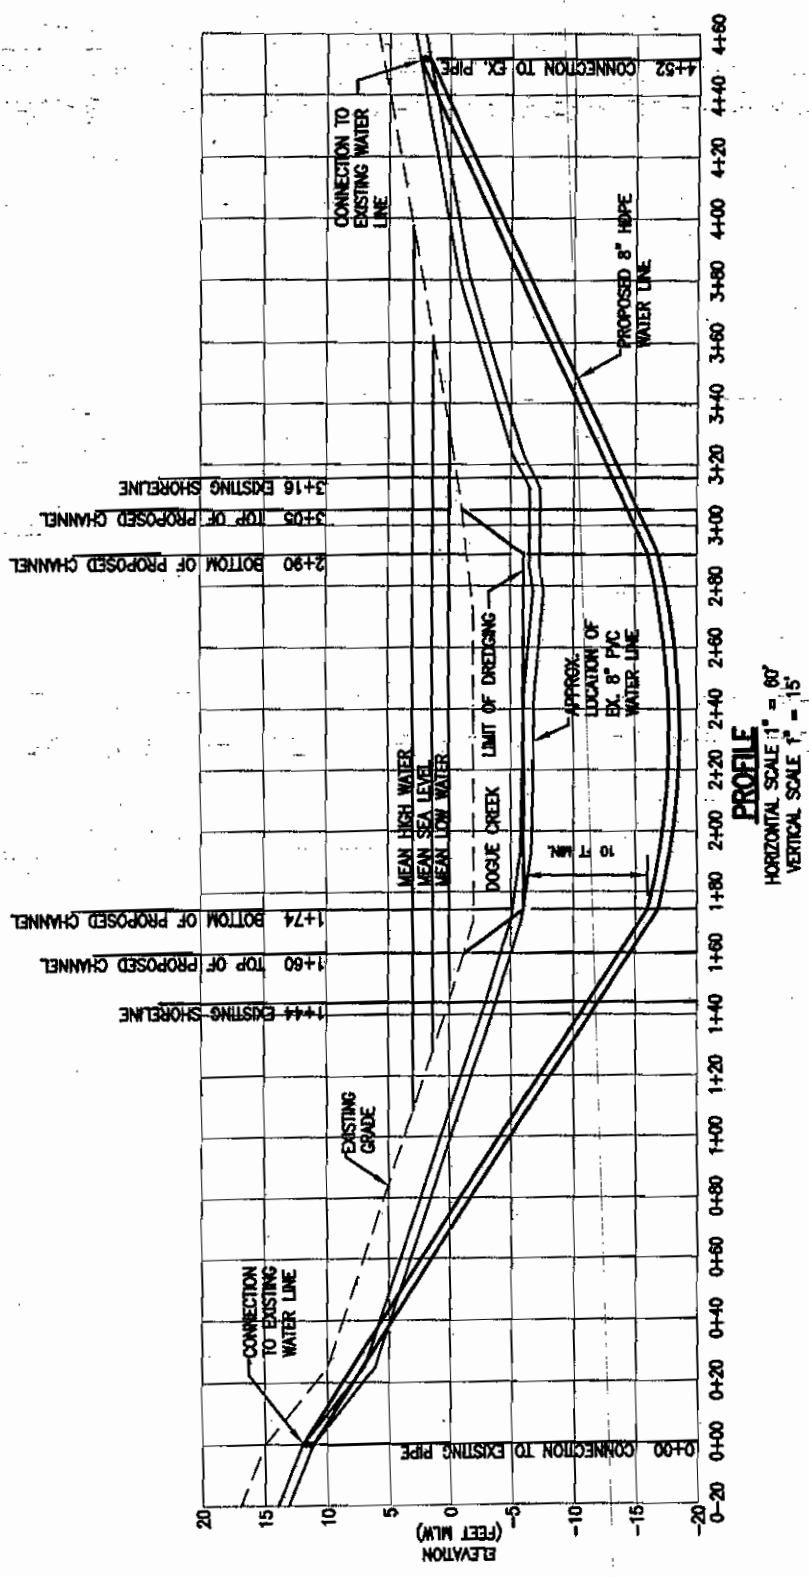 3+16 EXISTING SHORELINE
3+05 TOP OF PROPOSED CHANNEL
2+90 BOTTOM OF PROPOSED CHANNEL
1+74 BOTTOM OF PROPOSED CHANNEL
1+60 TOP OF PROPOSED CHANNEL
1+44 EXISTING SHORELINE
CONNECTION
TO EXISTING
WATER LINE
EXISTING
GRADE
MEAN HIGH WATER
MEAN SEA LEVEL
MEAN LOW WATER
CONNECTION TO
EXISTING WATER
LINE
4+52 CONNECTION TO EX. PIPE
0+00 CONNECTION TO EXISTING PIPE
DOGUE CREEK
LIMIT OF DREDGING
10 FT MIN.
APPROX.
LOCATION OF
EX. 8" PVC
WATER LINE
PROPOSED 8" HDPE
WATER LINE
ELEVATION
(FEET MLW)
20
15
10
5
0
-5
-10
-15
-20
0-20
0+00
0+20
0+40
0+60
0+80
1+00
1+20
1+40
1+60
1+80
2+00
2+20
2+40
2+60
2+80
3+00
3+20
3+40
3+60
3+80
4+00
4+20
4+40
4+60
PROFILE
HORIZONTAL SCALE 1" = 60'
VERTICAL SCALE 1" = 15'